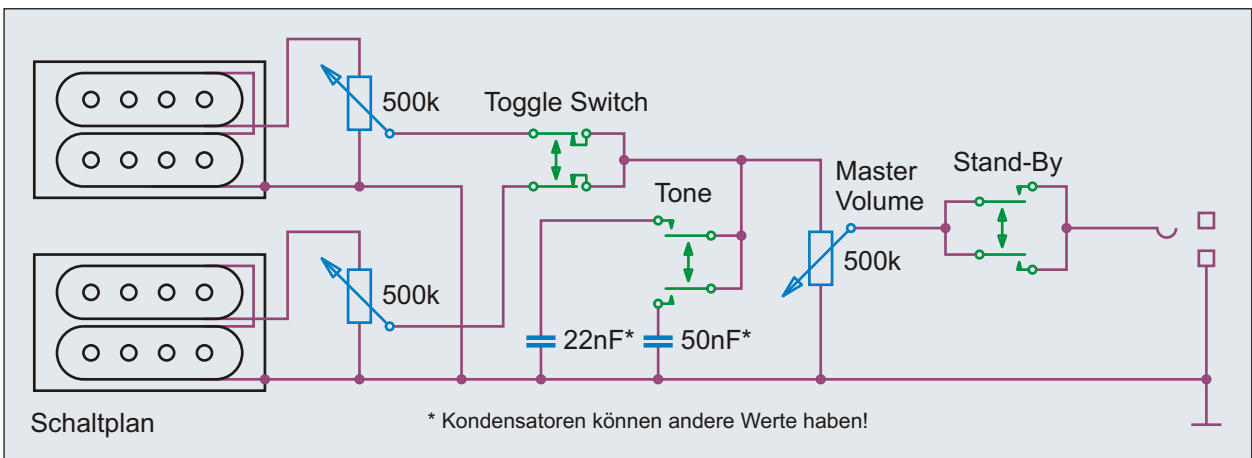 500k
Toggle Switch
Tone
Master
Volume
Stand-By
500k
500k
22nF*
50nF*
Schaltplan
* Kondensatoren können andere Werte haben!